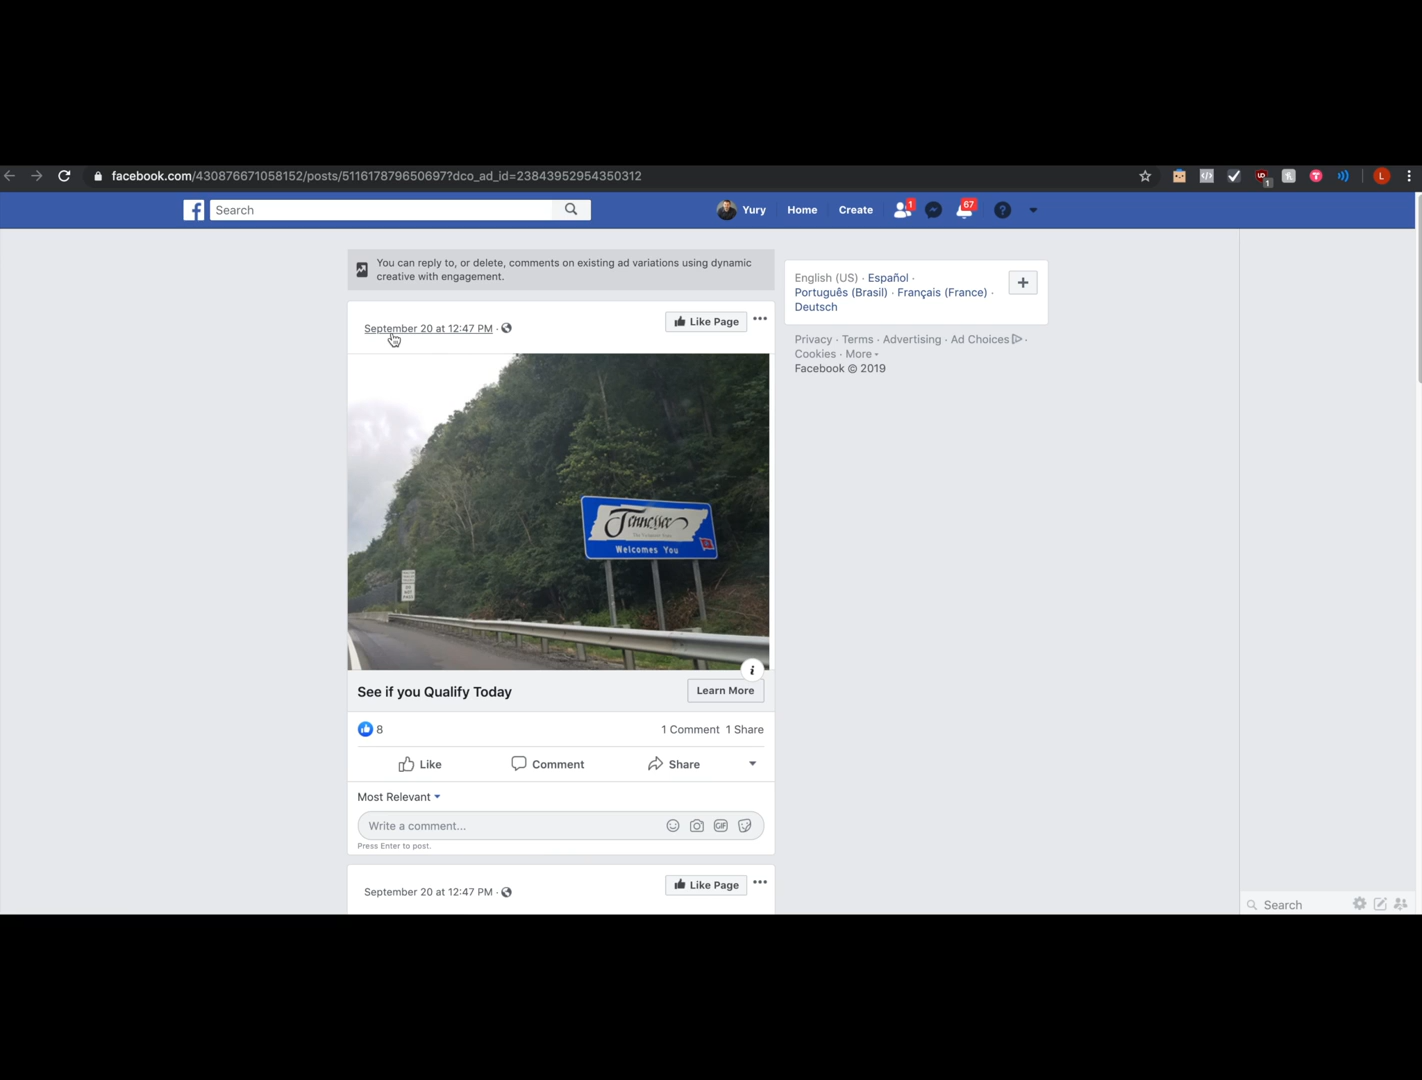 facebook.com/430876671058152/posts/511617879650697?dco_ad_id=23843952954350312
1
L
Search
Yury
Home
Create
1
67
You can reply to, or delete, comments on existing ad variations using dynamic
creative with engagement.
September 20 at 12:47 PM ·
Like Page
Tennessee
Welcomes You
See if you Qualify Today
Learn More
8
1 Comment 1 Share
Like
Comment
Share
Most Relevant
Write a comment...
GIF
Press Enter to post.
September 20 at 12:47 PM ·
Like Page
English (US) · Español ·
Português (Brasil) · Français (France) ·
Deutsch
Privacy · Terms · Advertising · Ad Choices ·
Cookies · More
Facebook © 2019
Search